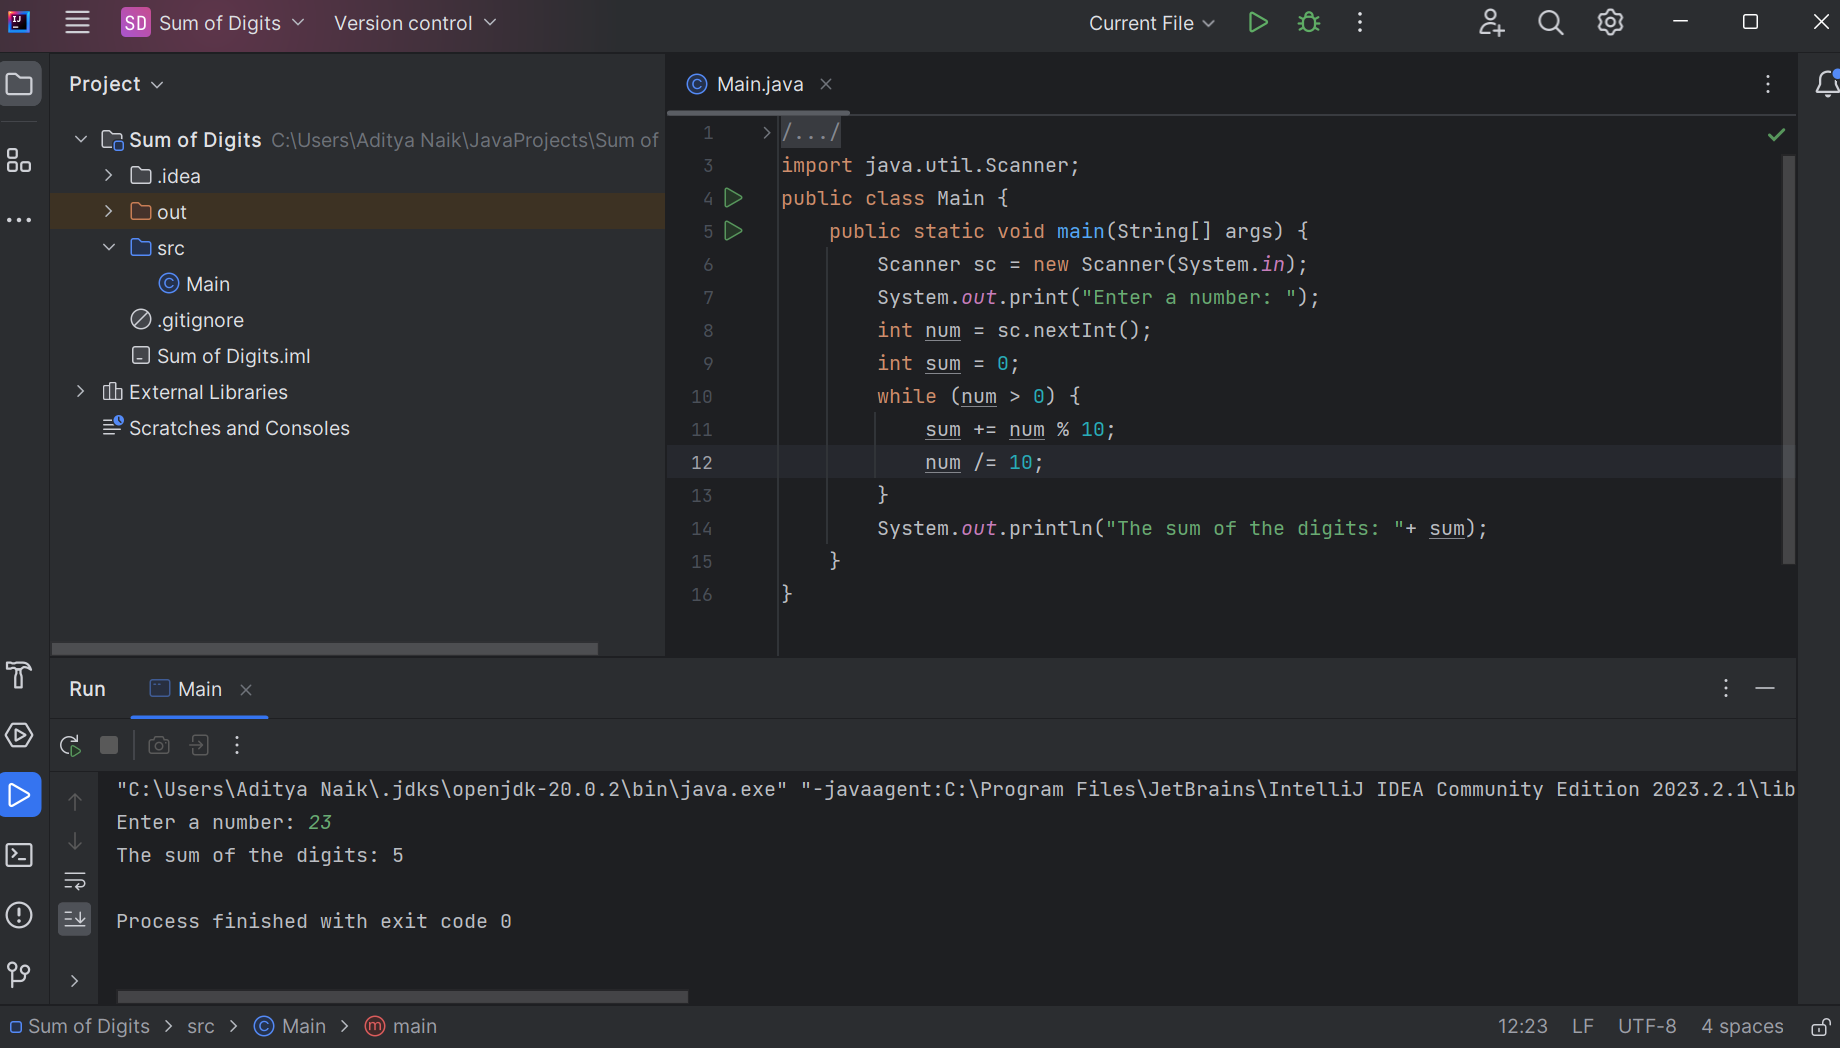 SD Sum of Digits Version control Current File
Project
Main.java
Sum of Digits C:\Users\Aditya Naik\JavaProjects\Sum of
.idea
out
src
Main
.gitignore
Sum of Digits.iml
External Libraries
Scratches and Consoles
1 /.../
3 import java.util.Scanner;
4 public class Main {
5 public static void main(String[] args) {
6 Scanner sc = new Scanner(System.in);
7 System.out.print("Enter a number: ");
8 int num = sc.nextInt();
9 int sum = 0;
10 while (num > 0) {
11 sum += num % 10;
12 num /= 10;
13 }
14 System.out.println("The sum of the digits: "+ sum);
15 }
16 }
Run Main
"C:\Users\Aditya Naik\.jdks\openjdk-20.0.2\bin\java.exe" "-javaagent:C:\Program Files\JetBrains\IntelliJ IDEA Community Edition 2023.2.1\lib
Enter a number: 23
The sum of the digits: 5
Process finished with exit code 0
Sum of Digits > src > Main > main 12:23 LF UTF-8 4 spaces